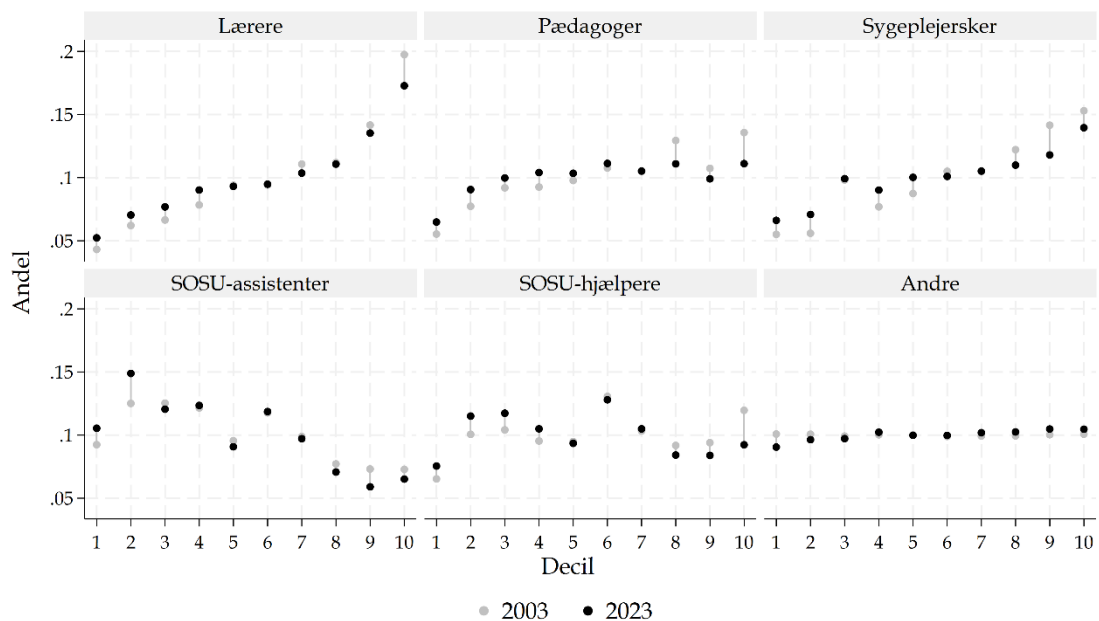 Lærere Pædagoger Sygeplejersker
.2
.15
.1
.05
SOSU-assistenter SOSU-hjælpere Andre
.2
.15
.1
.05
Andel
1 2 3 4 5 6 7 8 9 10 1 2 3 4 5 6 7 8 9 10 1 2 3 4 5 6 7 8 9 10
Decil
2003 2023